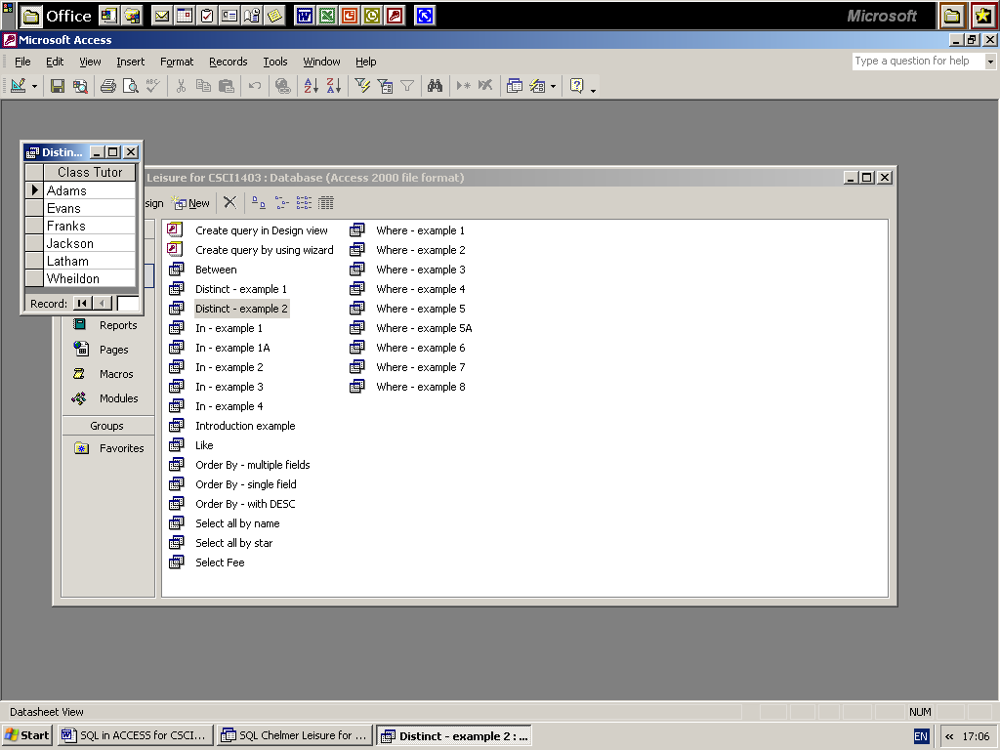 Office
Microsoft
Microsoft Access
File Edit View Insert Format Records Tools Window Help
Type a question for help
Distin...
Class Tutor
Adams
Evans
Franks
Jackson
Latham
Wheildon
Record:
Leisure for CSCI1403 : Database (Access 2000 file format)
sign New
Create query in Design view
Create query by using wizard
Between
Distinct - example 1
Distinct - example 2
In - example 1
In - example 1A
In - example 2
In - example 3
In - example 4
Introduction example
Like
Order By - multiple fields
Order By - single field
Order By - with DESC
Select all by name
Select all by star
Select Fee
Where - example 1
Where - example 2
Where - example 3
Where - example 4
Where - example 5
Where - example 5A
Where - example 6
Where - example 7
Where - example 8
Reports
Pages
Macros
Modules
Groups
Favorites
Datasheet View
NUM
Start
SQL in ACCESS for CSCI...
SQL Chelmer Leisure for ...
Distinct - example 2 : ...
EN
« 17:06